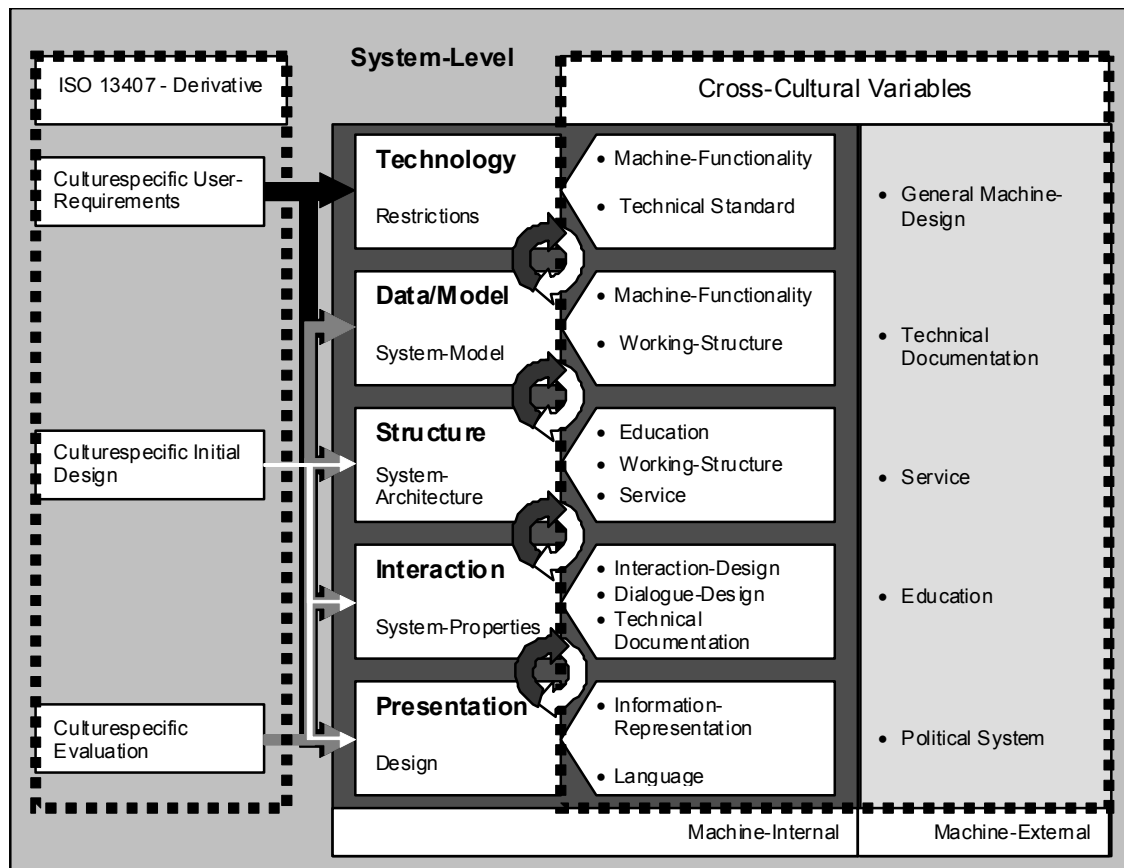 System-Level
ISO 13407 - Derivative
Cross-Cultural Variables
Culturespecific User-
Requirements
Culturespecific Initial
Design
Culturespecific
Evaluation
Technology
Restrictions
• Machine-Functionality
• Technical Standard
Data/Model
System-Model
• Machine-Functionality
• Working-Structure
Structure
System-
Architecture
• Education
• Working-Structure
• Service
Interaction
System-Properties
• Interaction-Design
• Dialogue-Design
• Technical
Documentation
Presentation
Design
• Information-
Representation
• Language
• General Machine-
Design
• Technical
Documentation
• Service
• Education
• Political System
Machine-Internal
Machine-External